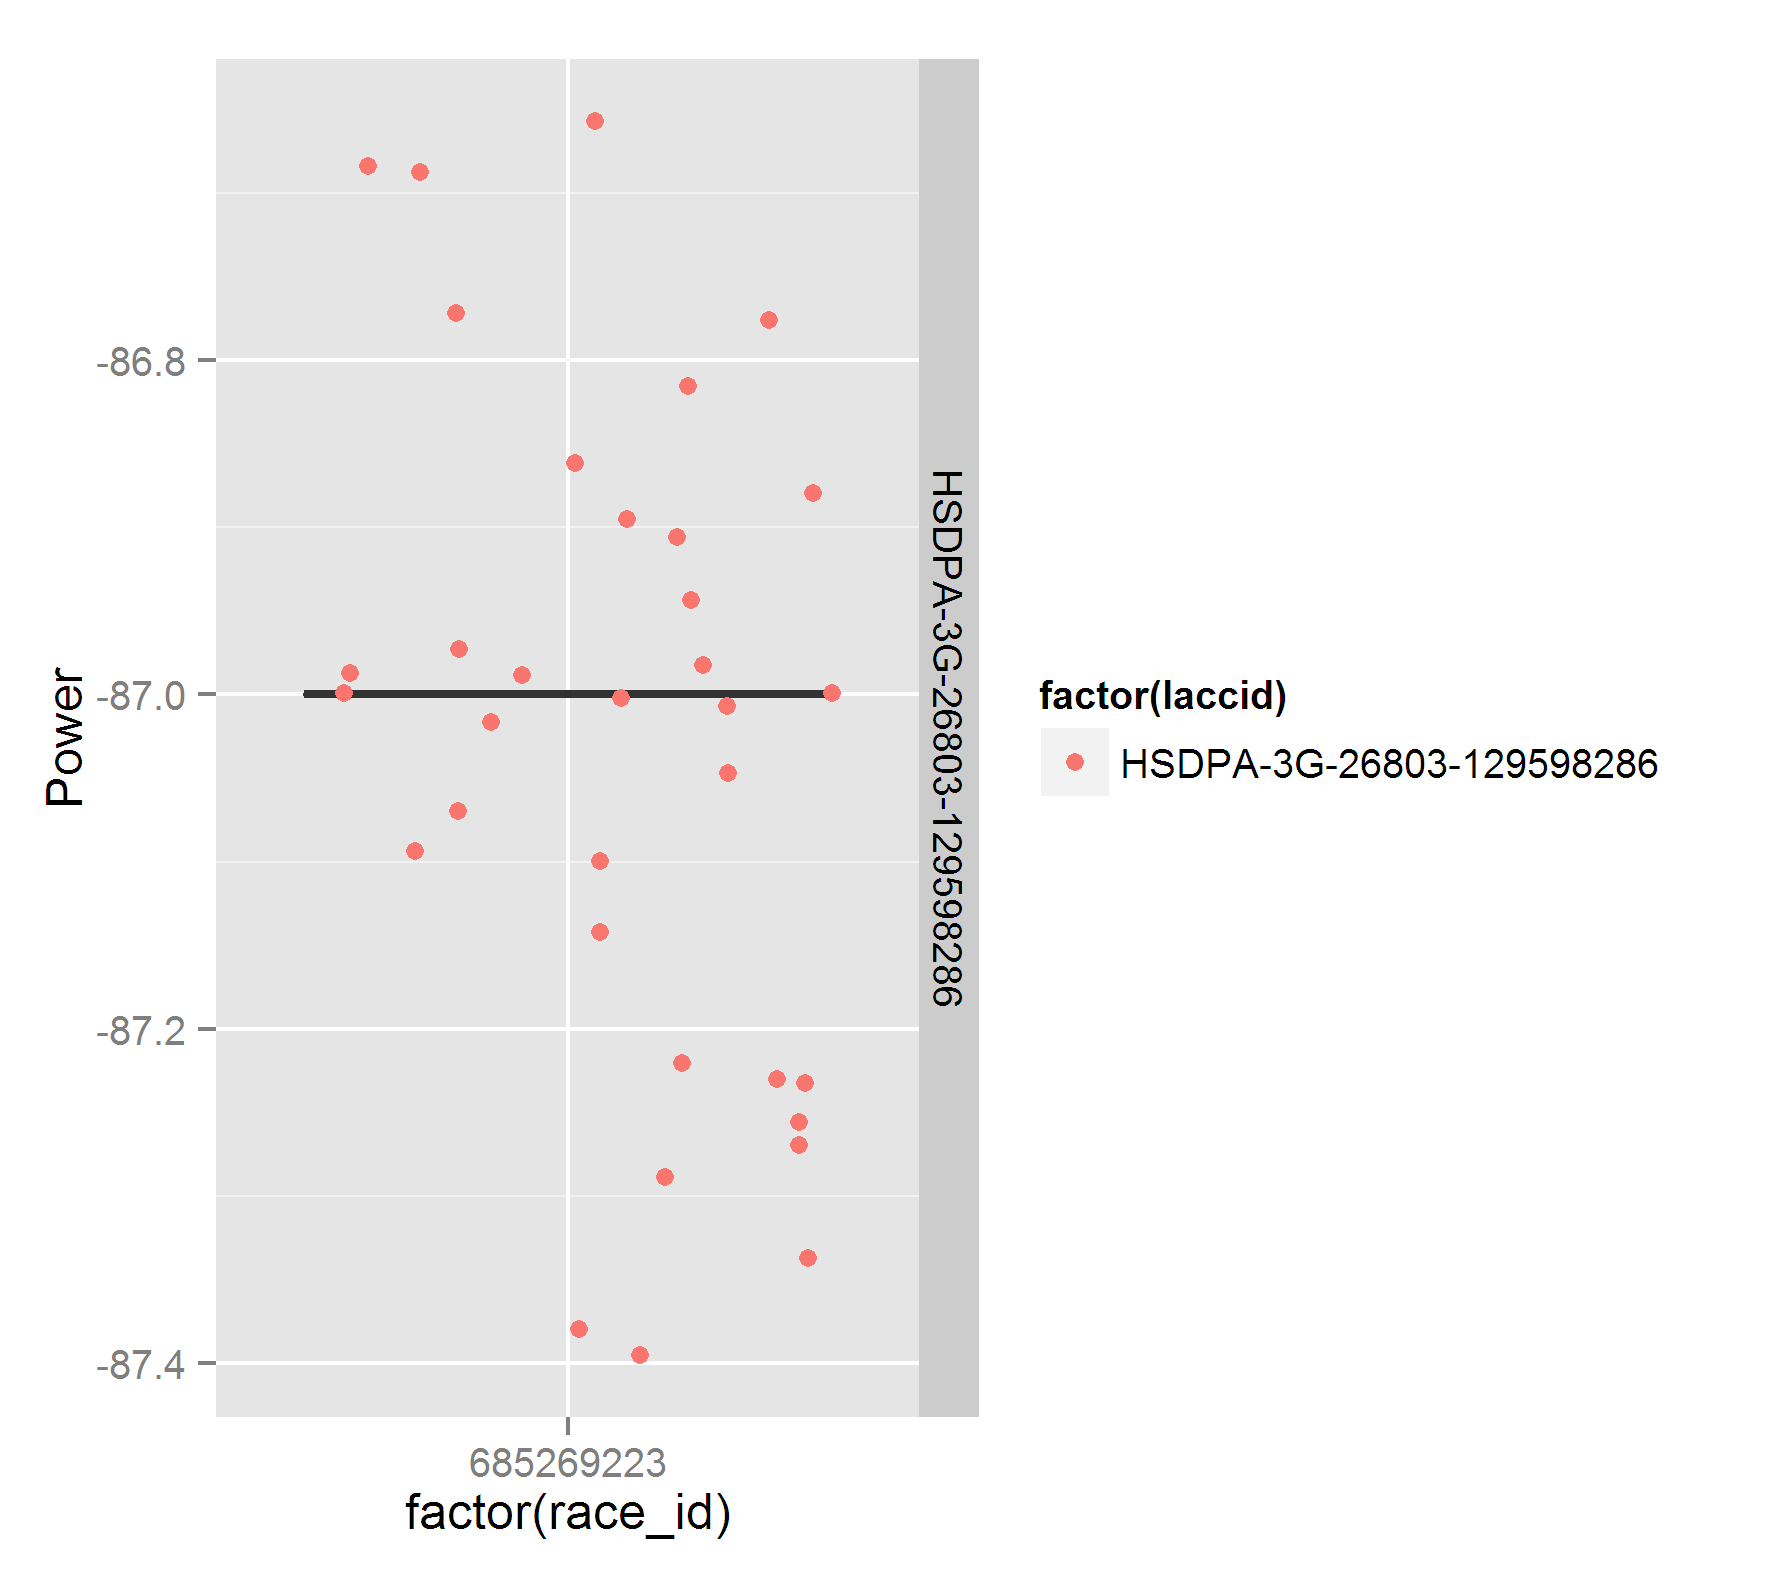 Power
-86.8
-87.0
-87.2
-87.4
685269223
factor(race_id)
HSDPA-3G-26803-129598286
factor(laccid)
HSDPA-3G-26803-129598286